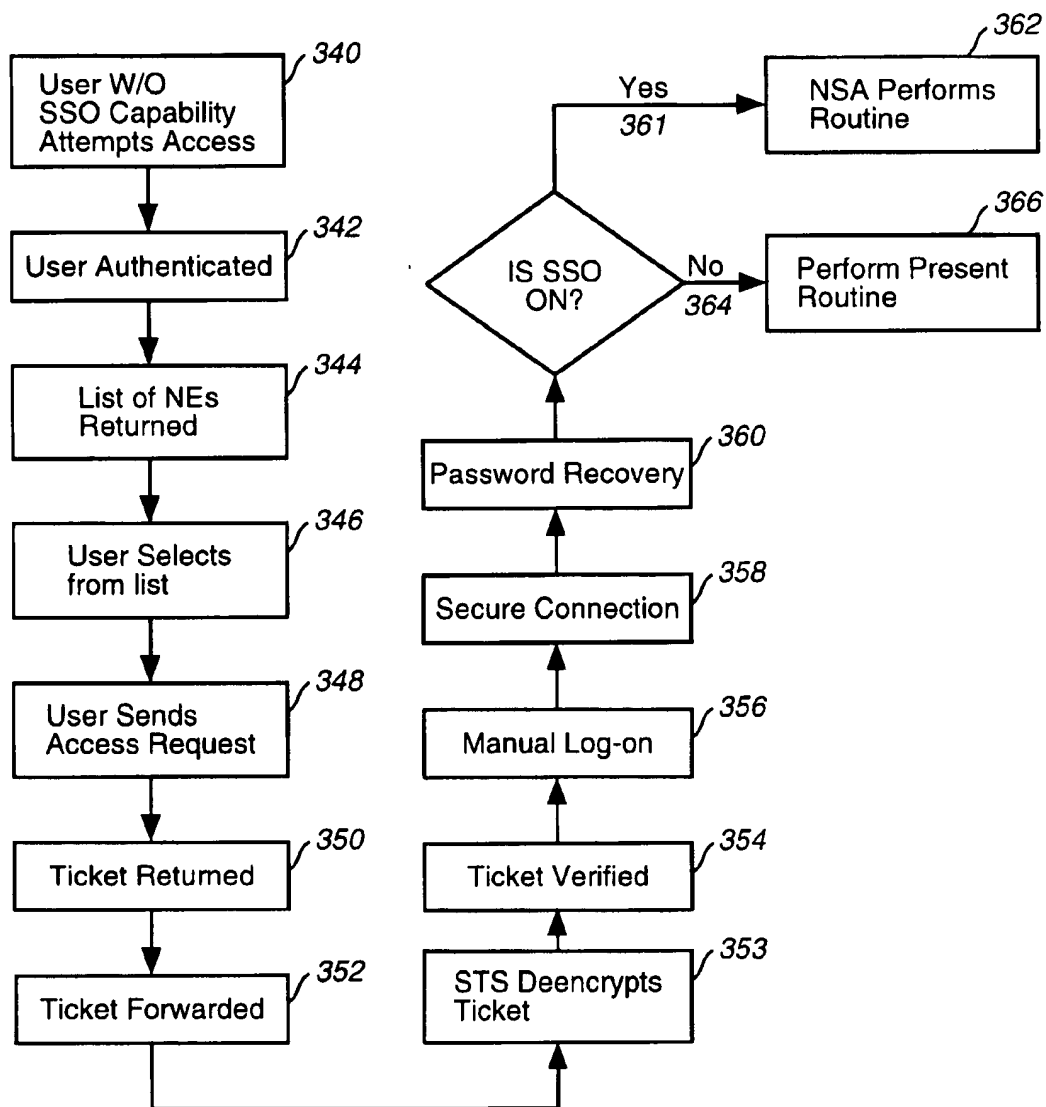 340
User W/O
SSO Capability
Attempts Access
342
User Authenticated
344
List of NEs
Returned
346
User Selects
from list
348
User Sends
Access Request
350
Ticket Returned
352
Ticket Forwarded
353
STS Deencrypts
Ticket
354
Ticket Verified
356
Manual Log-on
358
Secure Connection
360
Password Recovery
IS SSO
ON?
Yes
361
362
NSA Performs
Routine
No
364
366
Perform Present
Routine